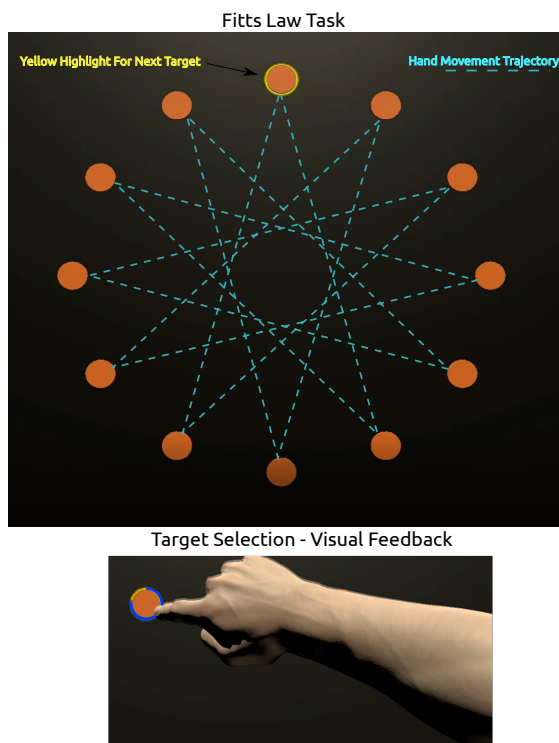 Fitts Law Task
Yellow Highlight For Next Target
Hand Movement Trajectory
Target Selection - Visual Feedback